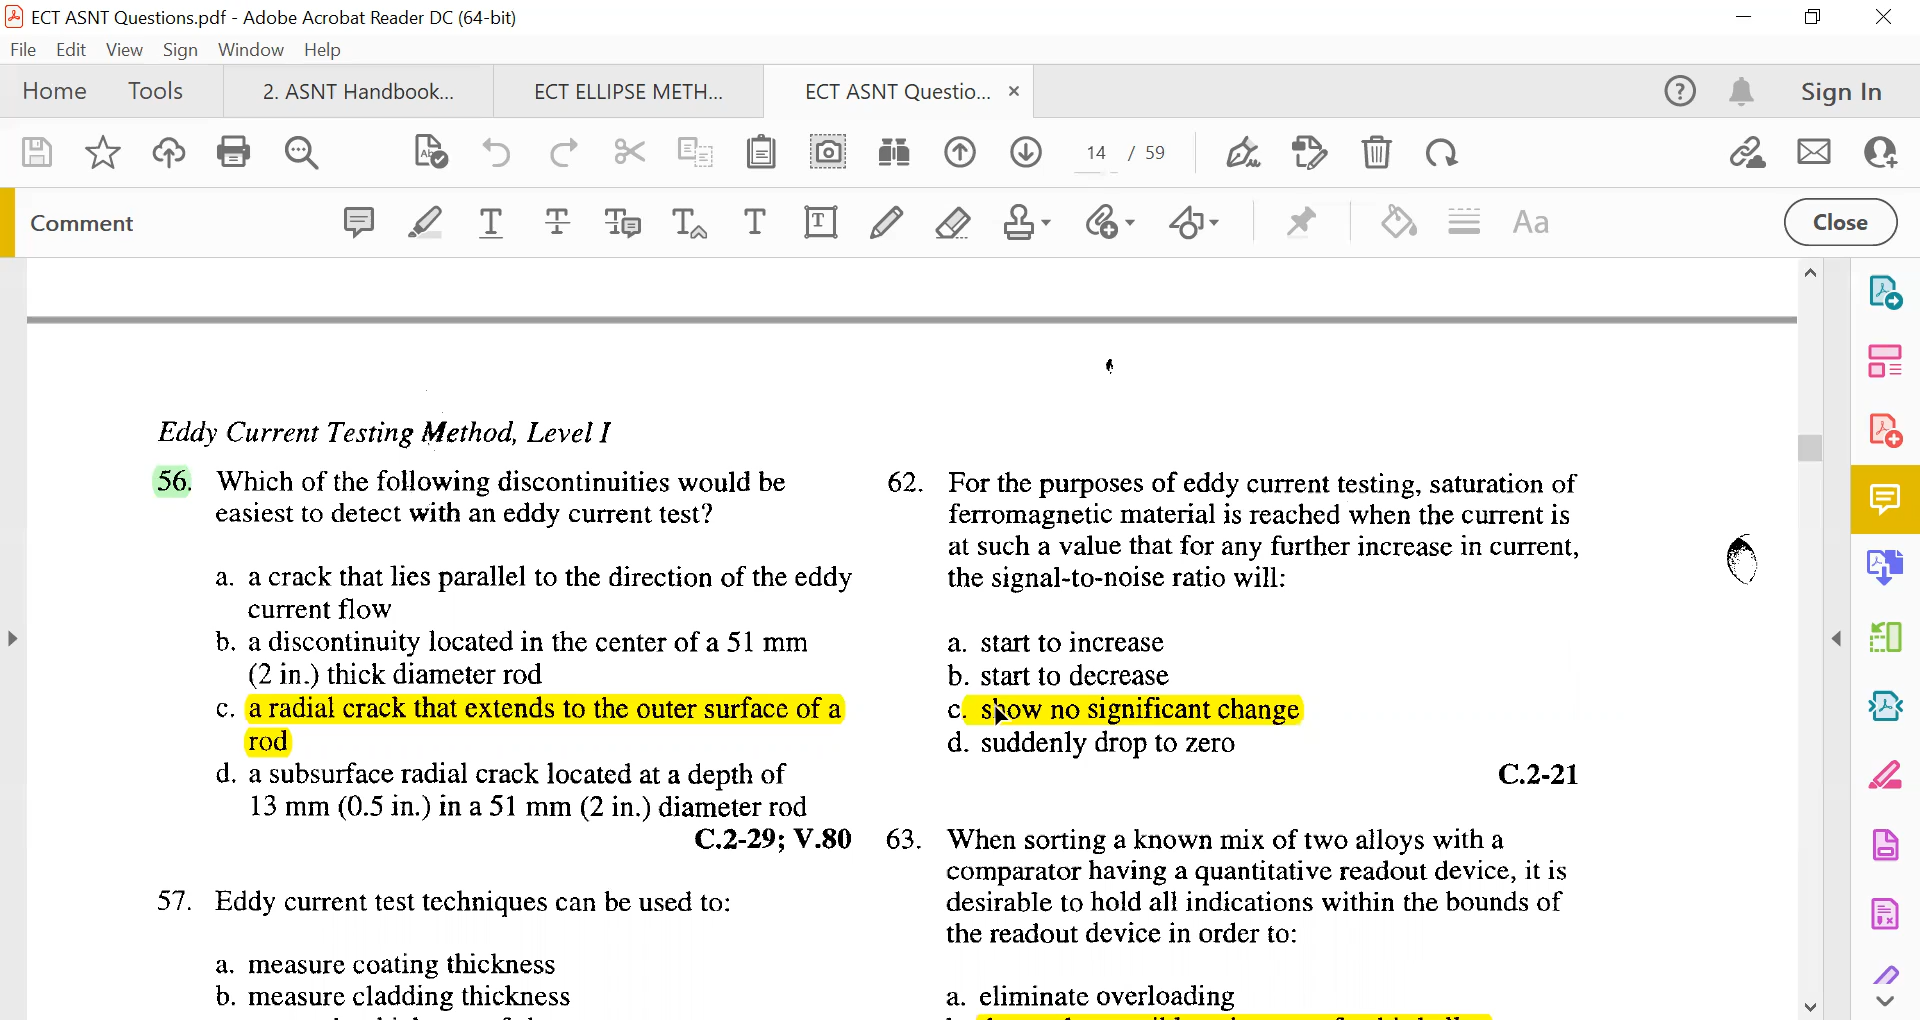 ECT ASNT Questions.pdf - Adobe Acrobat Reader DC (64-bit)
File Edit View Sign Window Help
Home Tools 2. ASNT Handbook... ECT ELLIPSE METH... ECT ASNT Questio... × Sign In
14 / 59
Comment Close
Eddy Current Testing Method, Level I
56. Which of the following discontinuities would be
easiest to detect with an eddy current test?
a. a crack that lies parallel to the direction of the eddy
current flow
b. a discontinuity located in the center of a 51 mm
(2 in.) thick diameter rod
c. a radial crack that extends to the outer surface of a
rod
d. a subsurface radial crack located at a depth of
13 mm (0.5 in.) in a 51 mm (2 in.) diameter rod
C.2-29; V.80
57. Eddy current test techniques can be used to:
a. measure coating thickness
b. measure cladding thickness
62. For the purposes of eddy current testing, saturation of
ferromagnetic material is reached when the current is
at such a value that for any further increase in current,
the signal-to-noise ratio will:
a. start to increase
b. start to decrease
c. show no significant change
d. suddenly drop to zero
C.2-21
63. When sorting a known mix of two alloys with a
comparator having a quantitative readout device, it is
desirable to hold all indications within the bounds of
the readout device in order to:
a. eliminate overloading